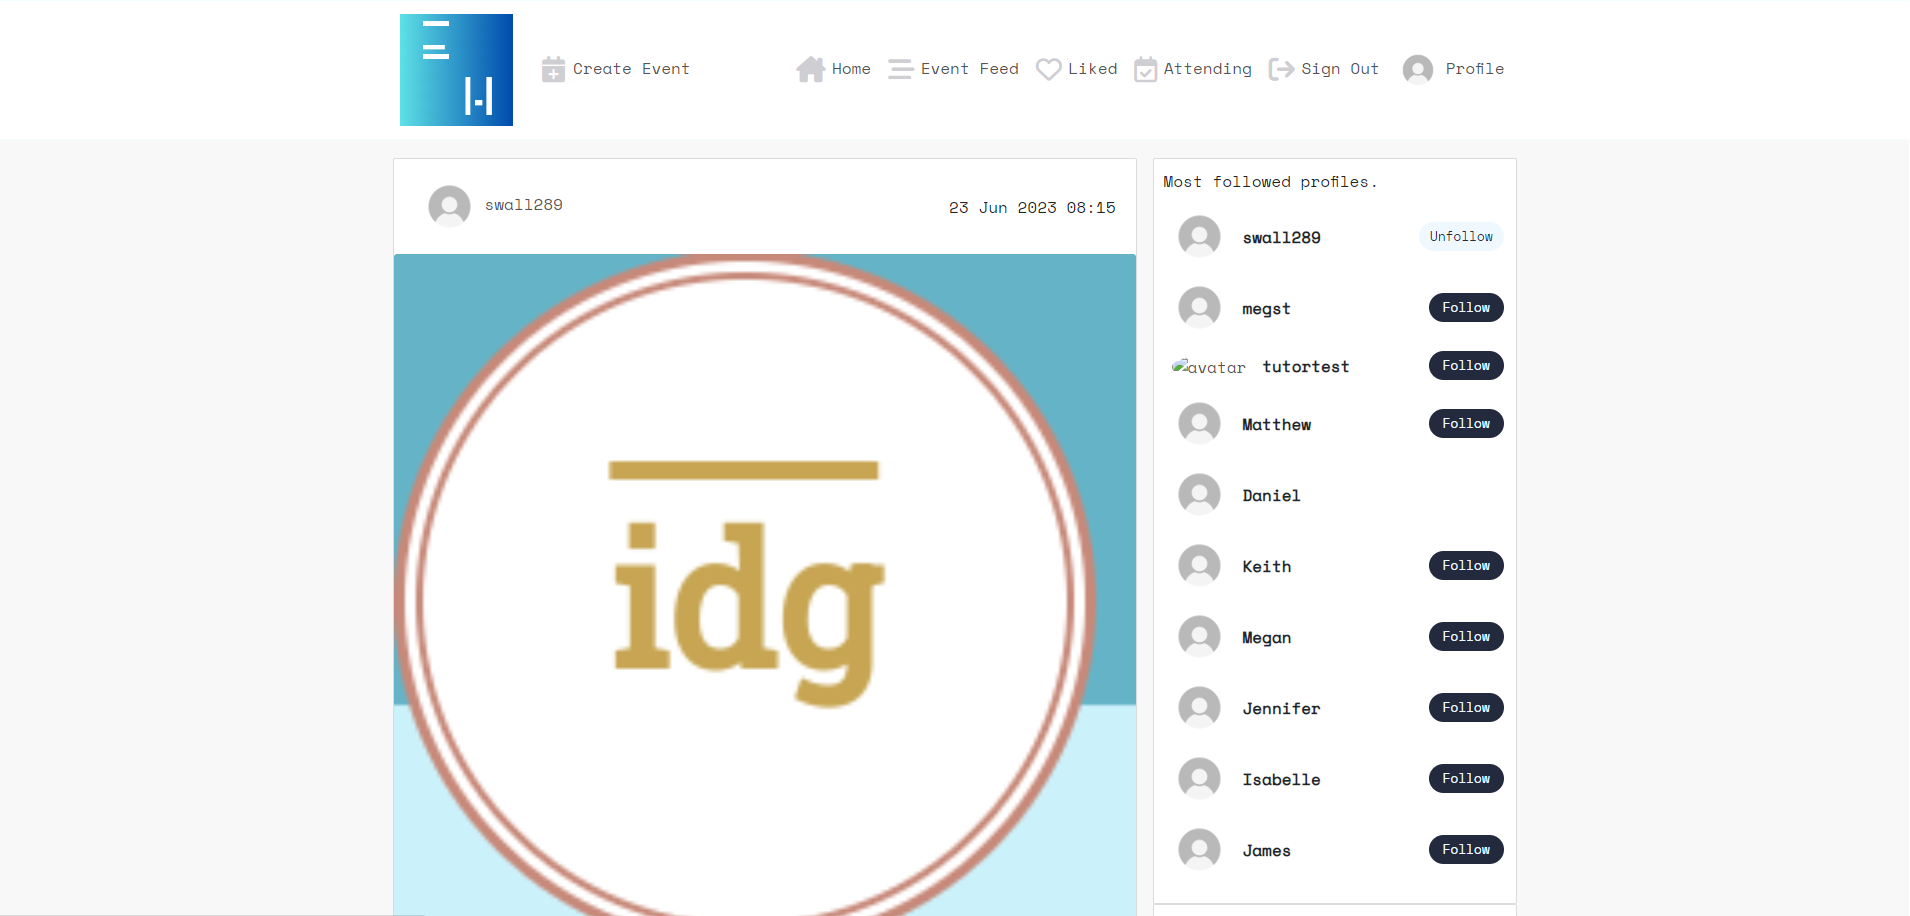 Create Event
Home
Event Feed
Liked
Attending
Sign Out
Profile
swall289
23 Jun 2023 08:15
idg
Most followed profiles.
swall289
Unfollow
megst
Follow
avatar
tutortest
Follow
Matthew
Follow
Daniel
Keith
Follow
Megan
Follow
Jennifer
Follow
Isabelle
Follow
James
Follow